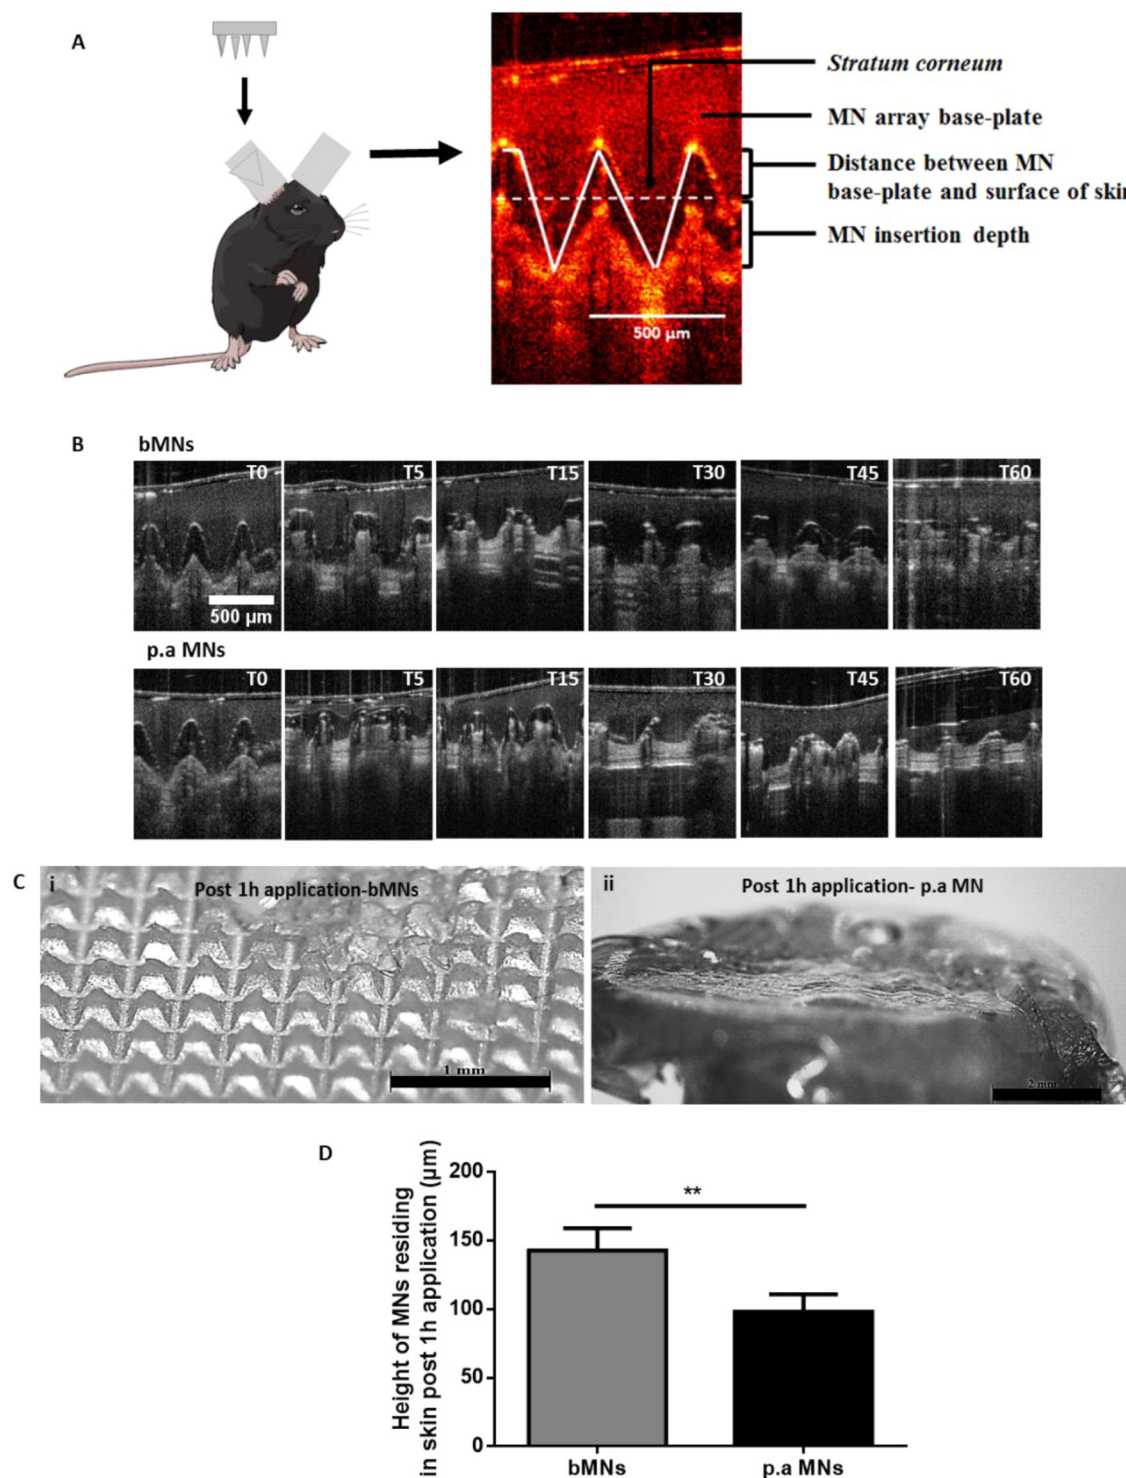 A
Stratum corneum
MN array base-plate
Distance between MN
base-plate and surface of skin
MN insertion depth
500 µm
B
bMNs
T0
T5
T15
T30
T45
T60
500 µm
p.a MNs
T0
T5
T15
T30
T45
T60
C
i
Post 1h application-bMNs
1 mm
ii
Post 1h application- p.a MN
2 mm
D
Height of MNs residing
in skin post 1h application (µm)
200
150
100
50
0
**
bMNs
p.a MNs